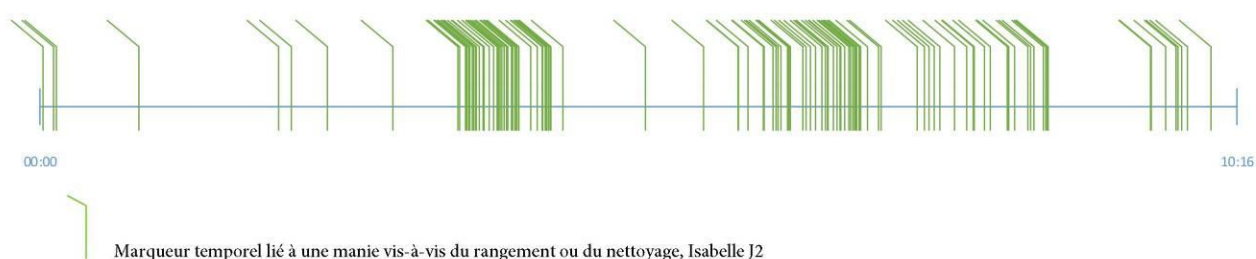 00:00
10:16
Marqueur temporel lié à une manie vis-à-vis du rangement ou du nettoyage, Isabelle J2